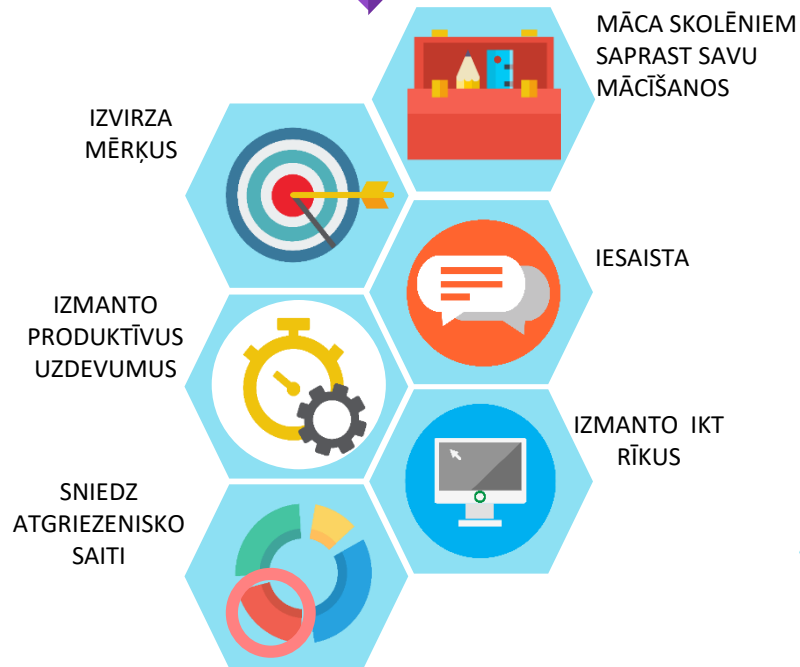 MĀCA SKOLĒNIEM
SAPRAST SAVU
MĀCĪŠANOS
IZVIRZA
MĒRĶUS
IESAISTA
IZMANTO
PRODUKTĪVUS
UZDEVUMUS
IZMANTO IKT
RĪKUS
SNIEDZ
ATGRIEZENISKO
SAITI